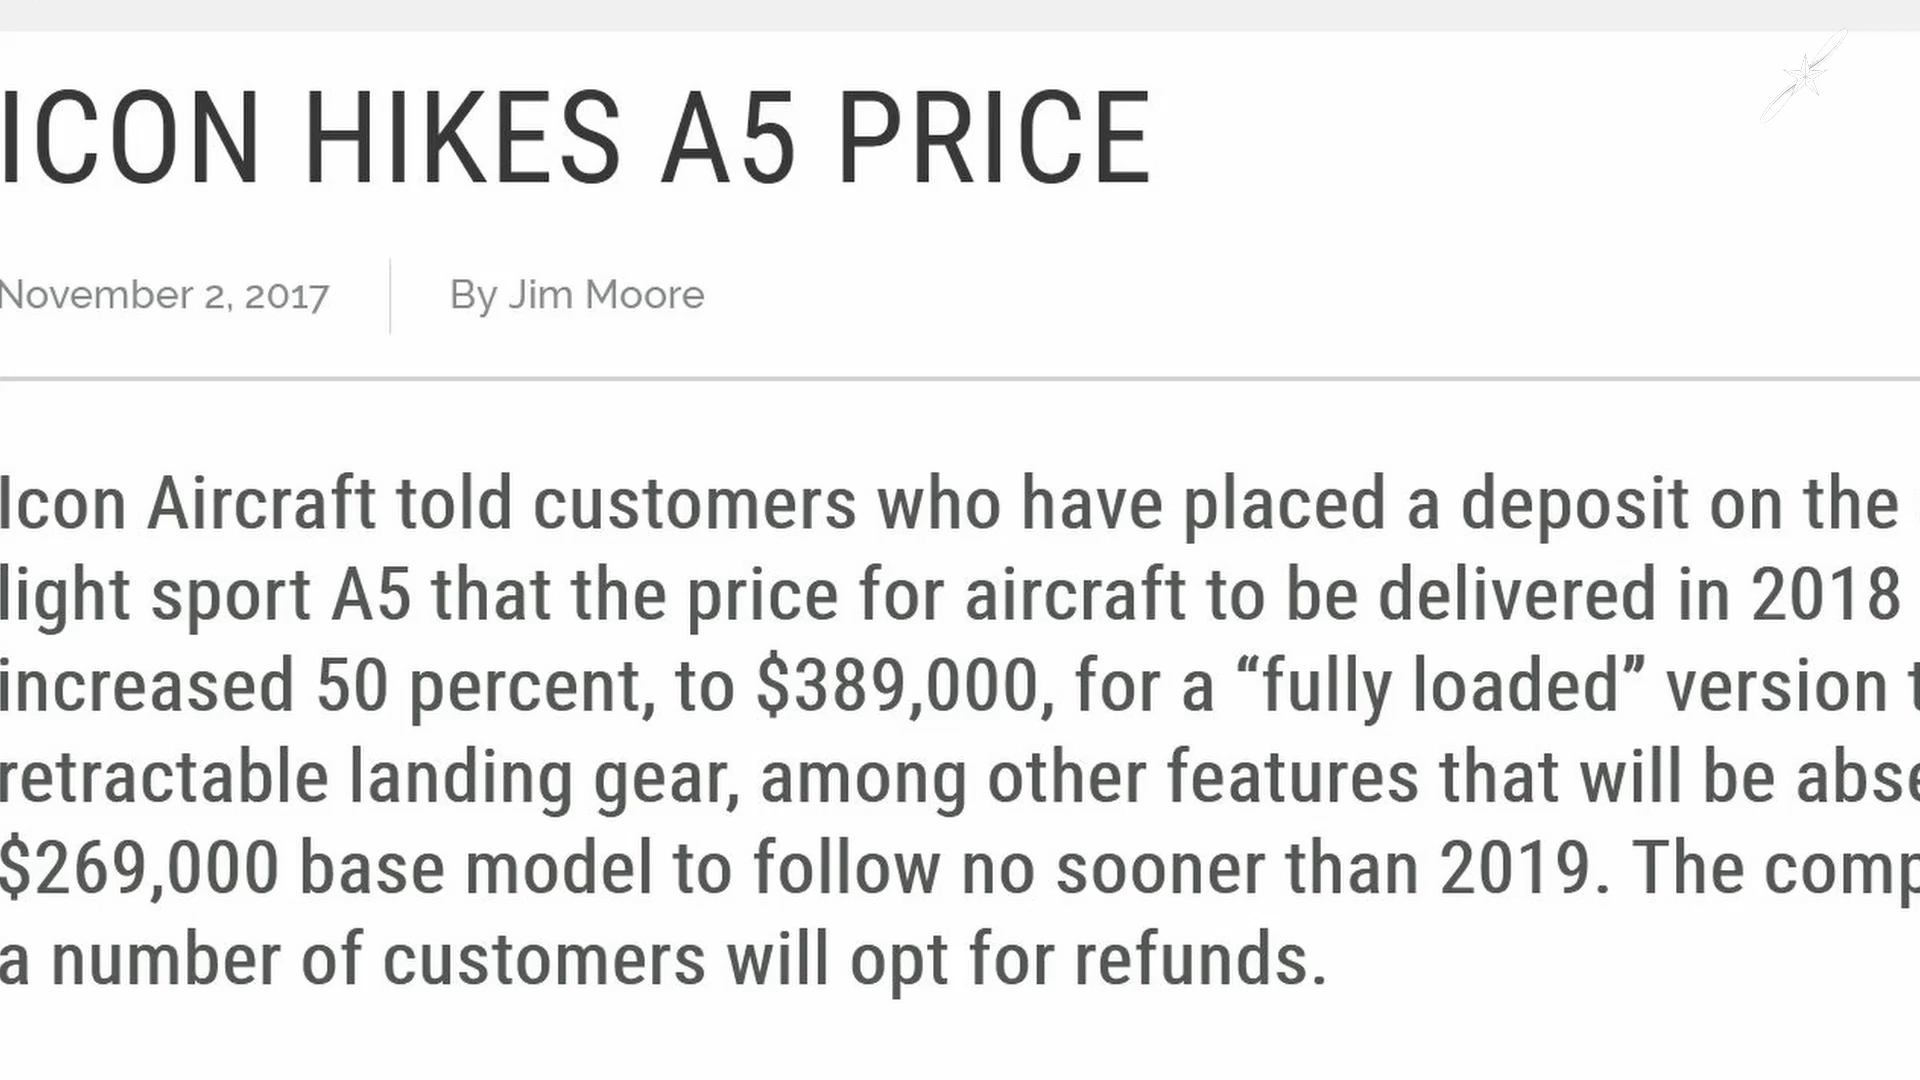 ICON HIKES A5 PRICE
November 2, 2017
By Jim Moore
Icon Aircraft told customers who have placed a deposit on the
light sport A5 that the price for aircraft to be delivered in 2018
increased 50 percent, to $389,000, for a “fully loaded” version
retractable landing gear, among other features that will be
$269,000 base model to follow no sooner than 2019. The
a number of customers will opt for refunds.